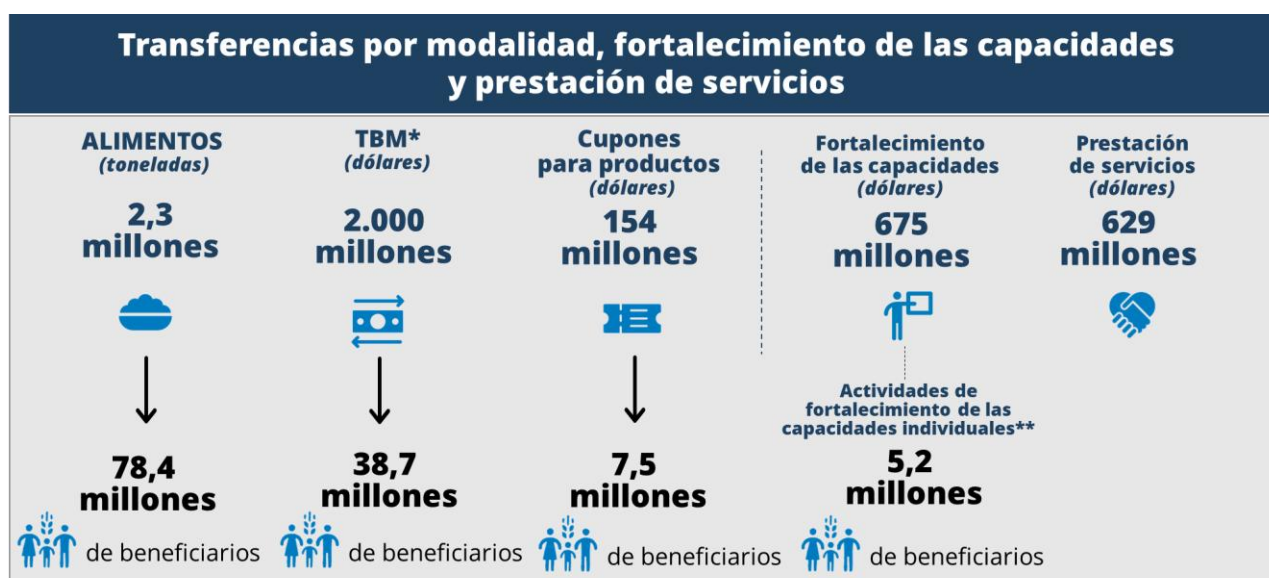 Transferencias por modalidad, fortalecimiento de las capacidades
y prestación de servicios
ALIMENTOS
(toneladas)
2,3
millones
78,4
millones
de beneficiarios
TBM*
(dólares)
2.000
millones
38,7
millones
de beneficiarios
Cupones
para productos
(dólares)
154
millones
7,5
millones
de beneficiarios
Fortalecimiento
de las capacidades
(dólares)
675
millones
Actividades de
fortalecimiento de las
capacidades individuales**
5,2
millones
de beneficiarios
Prestación
de servicios
(dólares)
629
millones